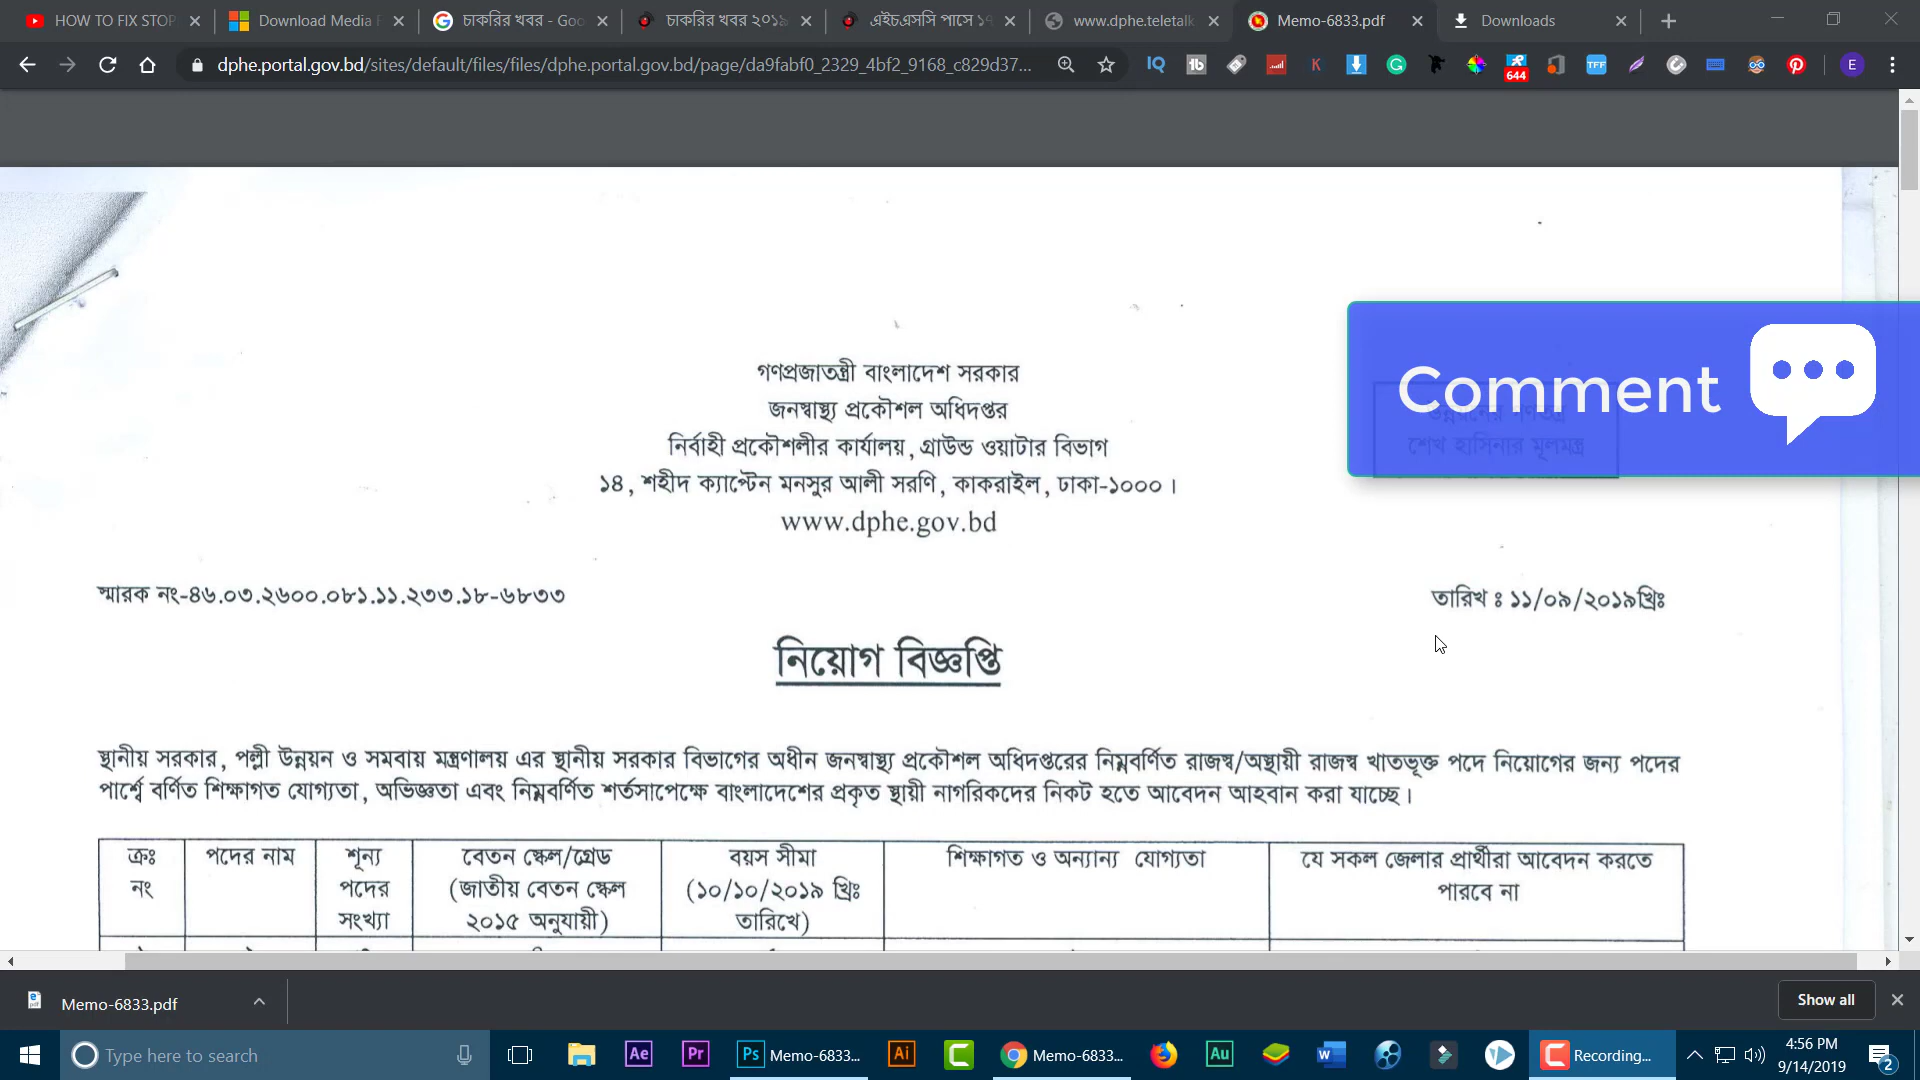 HOW TO FIX STOP
Download Media F
চাকরির খবর - Goo
চাকরির খবর ২০১৯
এইচএসসি পাসে ১৭
www.dphe.teletalk
Memo-6833.pdf
Downloads
dphe.portal.gov.bd/sites/default/files/files/dphe.portal.gov.bd/page/da9fabf0_2329_4bf2_9168_c829d37...
644
TFF
E
গণপ্রজাতন্ত্রী বাংলাদেশ সরকার
জনস্বাস্থ্য প্রকৌশল অধিদপ্তর
নির্বাহী প্রকৌশলীর কার্যালয়, গ্রাউন্ড ওয়াটার বিভাগ
১৪, শহীদ ক্যাপ্টেন মনসুর আলী সরণি, কাকরাইল, ঢাকা-১০০০।
www.dphe.gov.bd
Comment
উন্নয়নের গণতন্ত্র
শেখ হাসিনার মূলমন্ত্র
স্মারক নং-৪৬.০৩.২৬০০.০৮১.১১.২৩৩.১৮-৬৮৩৩
তারিখ ঃ ১১/০৯/২০১৯খ্রিঃ
নিয়োগ বিজ্ঞপ্তি
স্থানীয় সরকার, পল্লী উন্নয়ন ও সমবায় মন্ত্রণালয় এর স্থানীয় সরকার বিভাগের অধীন জনস্বাস্থ্য প্রকৌশল অধিদপ্তরের নিম্নবর্ণিত রাজস্ব/অস্থায়ী রাজস্ব খাতভূক্ত পদে নিয়োগের জন্য পদের
পার্শ্বে বর্ণিত শিক্ষাগত যোগ্যতা, অভিজ্ঞতা এবং নিম্নবর্ণিত শর্তসাপেক্ষে বাংলাদেশের প্রকৃত স্থায়ী নাগরিকদের নিকট হতে আবেদন আহবান করা যাচ্ছে।
ক্রঃ নং
পদের নাম
শূন্য পদের সংখ্যা
বেতন স্কেল/গ্রেড (জাতীয় বেতন স্কেল ২০১৫ অনুযায়ী)
বয়স সীমা (১০/১০/২০১৯ খ্রিঃ তারিখে)
শিক্ষাগত ও অন্যান্য যোগ্যতা
যে সকল জেলার প্রার্থীরা আবেদন করতে পারবে না
Memo-6833.pdf
Show all
Type here to search
Memo-6833...
Memo-6833...
Recording...
4:56 PM
9/14/2019
2